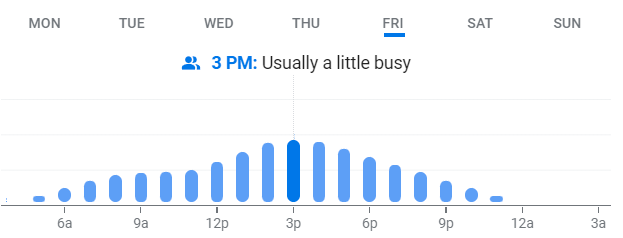 MON TUE WED THU FRI SAT SUN
3 PM: Usually a little busy
6a 9a 12p 3p 6p 9p 12a 3a